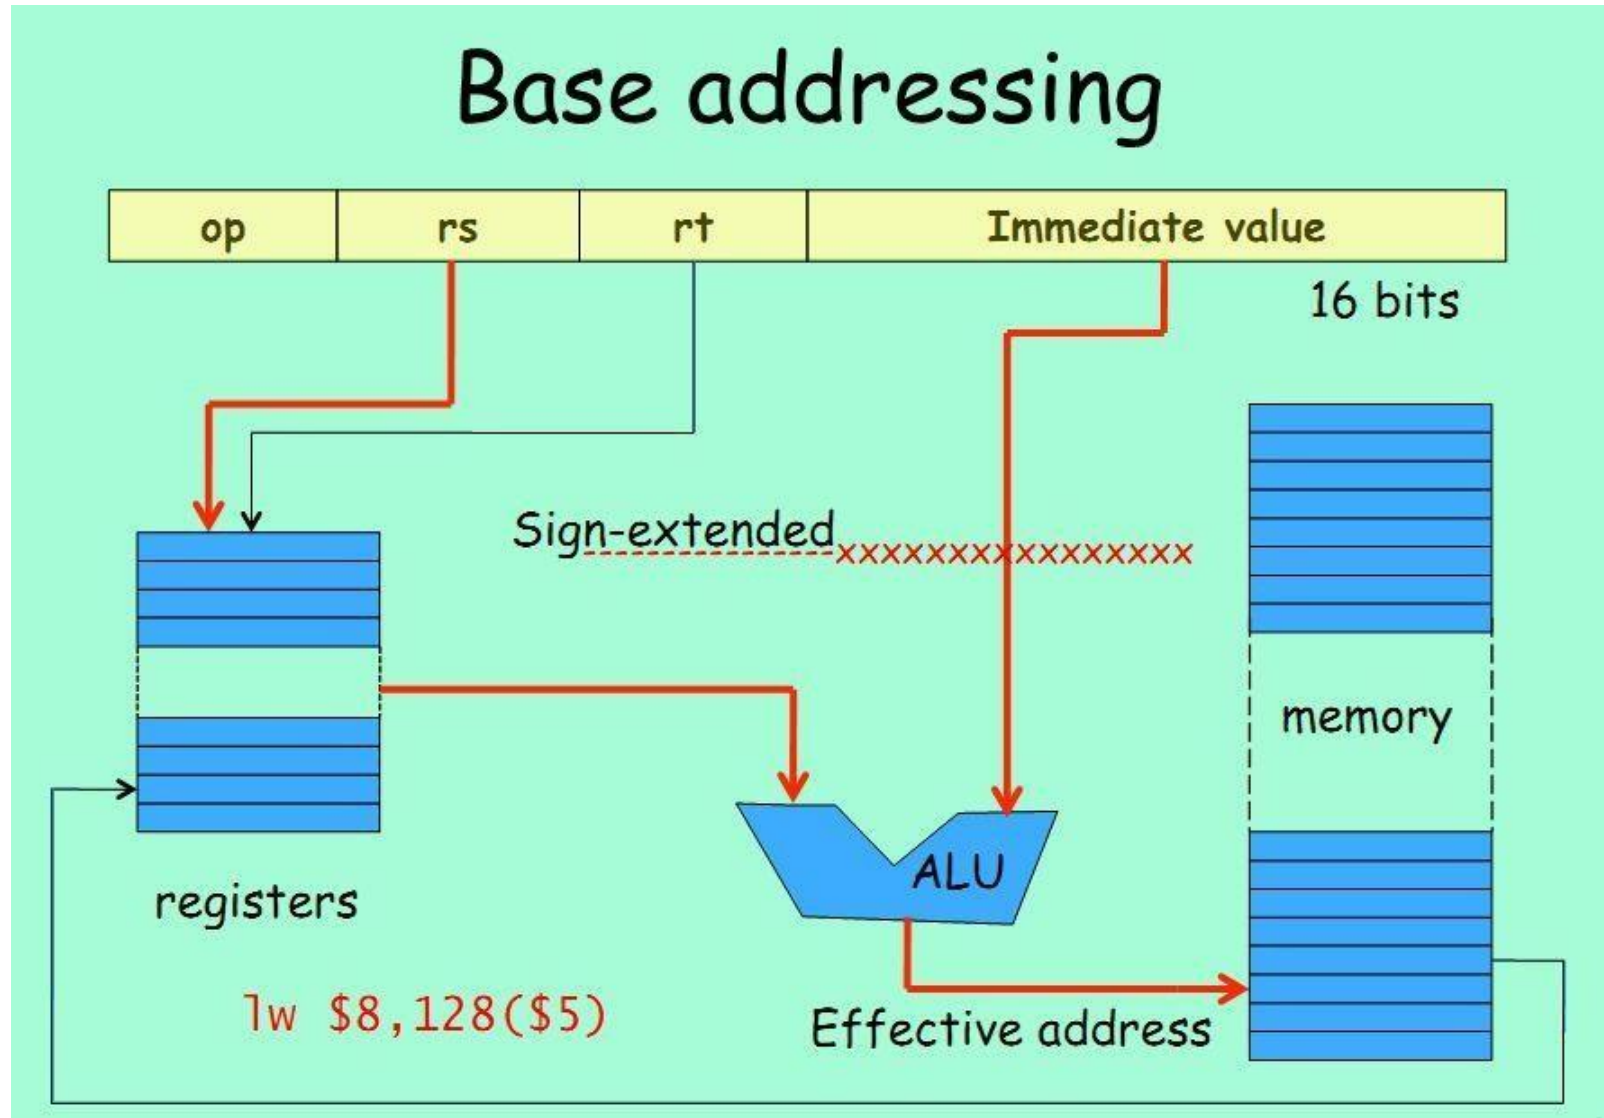 Base addressing
op rs rt Immediate value
16 bits
Sign-extended xxxxxxxxxxxxxxxx
memory
ALU
registers
lw $8,128($5)
Effective address